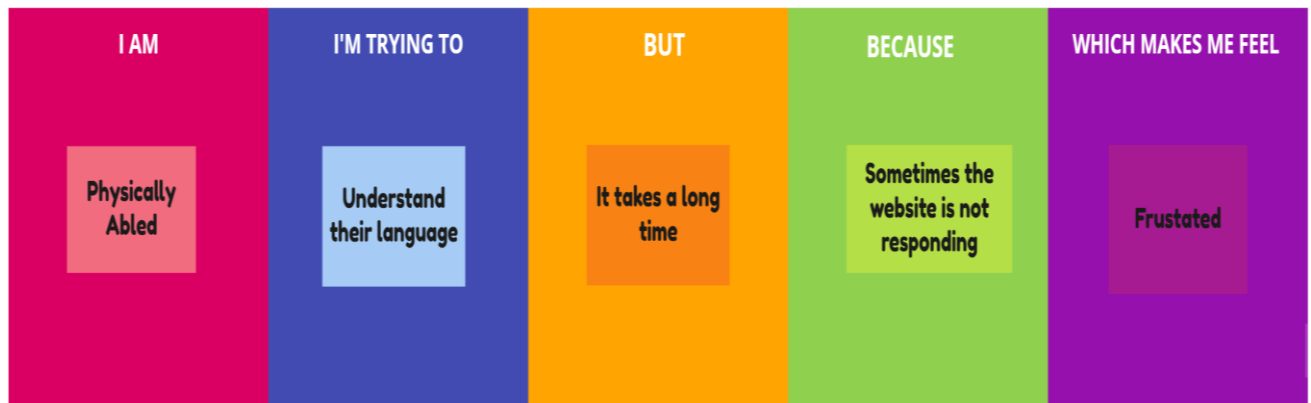 I AM
I'M TRYING TO
BUT
BECAUSE
WHICH MAKES ME FEEL
Physically
Abled
Understand
their language
It takes a long
time
Sometimes the
website is not
responding
Frustated